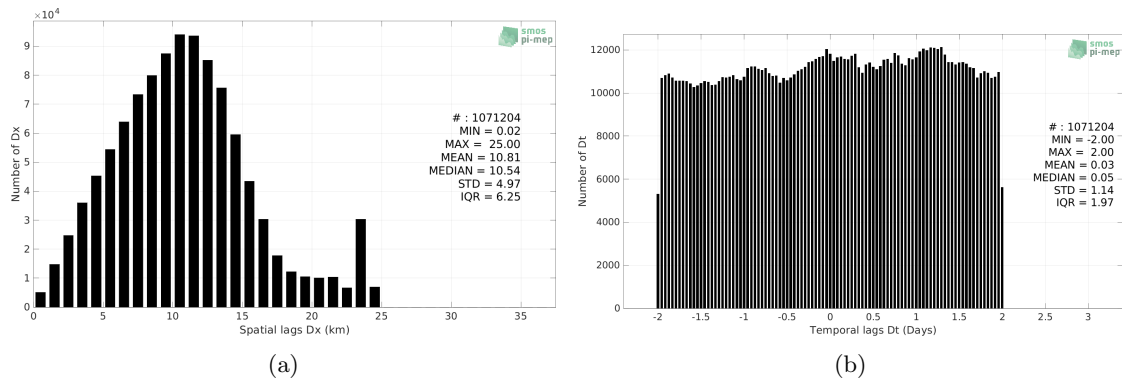 ×10⁴
9
8
7
6
5
4
3
2
1
0
Number of Dx
smos
pi-mep
# : 1071204
MIN = 0.02
MAX = 25.00
MEAN = 10.81
MEDIAN = 10.54
STD = 4.97
IQR = 6.25
0 5 10 15 20 25 30 35
Spatial lags Dx (km)
(a)
12000
10000
8000
6000
4000
2000
0
Number of Dt
smos
pi-mep
# : 1071204
MIN = -2.00
MAX = 2.00
MEAN = 0.03
MEDIAN = 0.05
STD = 1.14
IQR = 1.97
-2 -1.5 -1 -0.5 0 0.5 1 1.5 2 2.5 3
Temporal lags Dt (Days)
(b)